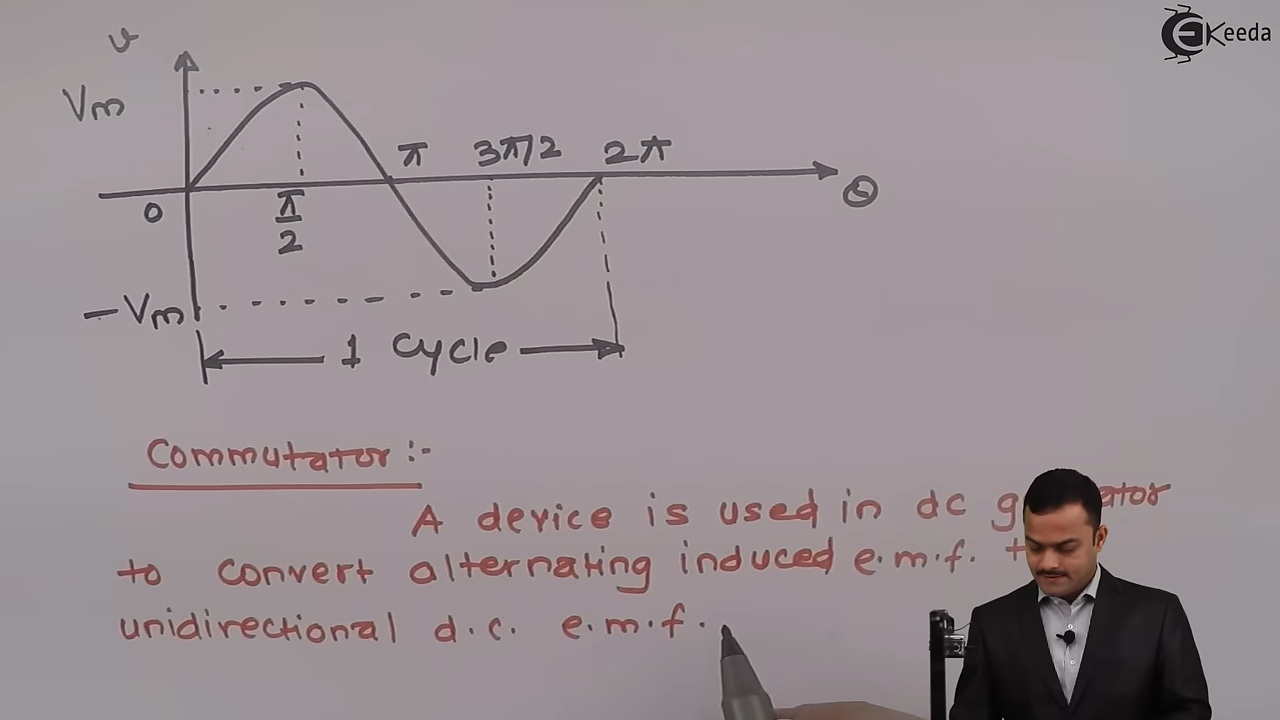 Keeda
v
Vm
π 3π/2 2π
θ
0
π/2
-Vm
1 Cycle
Commutator :-
A device is used in dc
to convert alternating induced e.m.f.
unidirectional d.c. e.m.f.